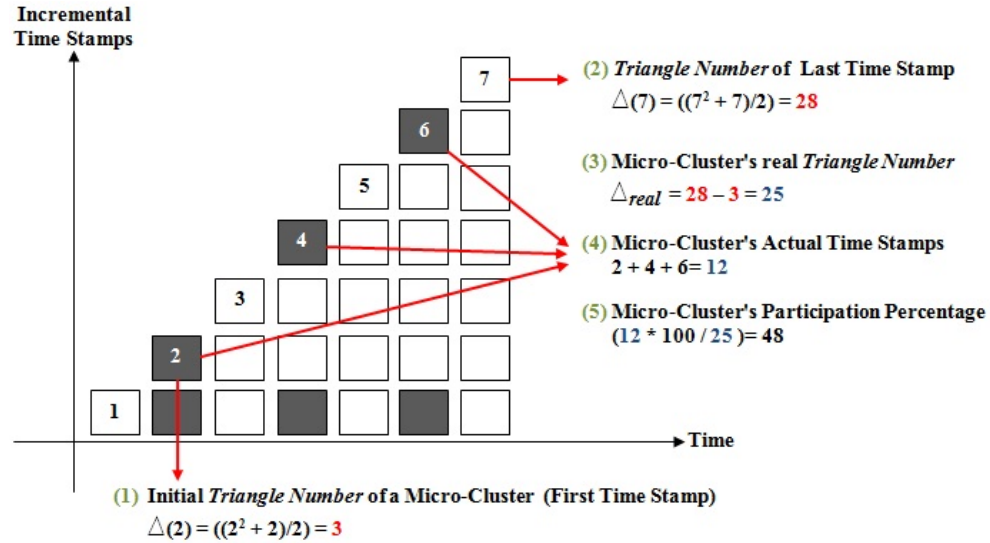 Incremental
Time Stamps
7
6
5
4
3
2
1
Time
(1) Initial Triangle Number of a Micro-Cluster (First Time Stamp)
△(2) = ((2² + 2)/2) = 3
(2) Triangle Number of Last Time Stamp
△(7) = ((7² + 7)/2) = 28
(3) Micro-Cluster's real Triangle Number
△real = 28 – 3 = 25
(4) Micro-Cluster's Actual Time Stamps
2 + 4 + 6= 12
(5) Micro-Cluster's Participation Percentage
(12 * 100 / 25 )= 48